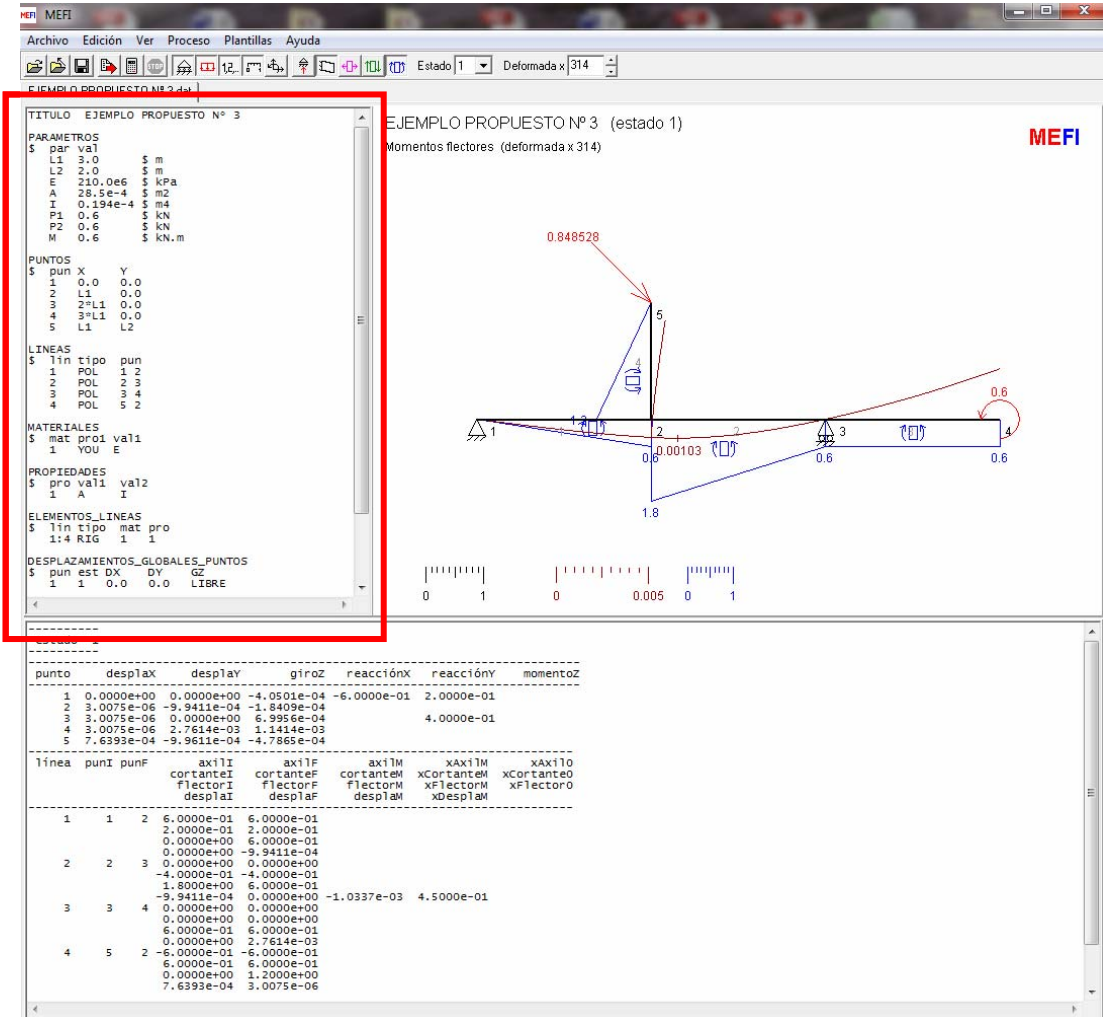 MEFI MEFI
Archivo Edición Ver Proceso Plantillas Ayuda
STOP 1,2 Estado 1 Deformada x 314
EJEMPLO PROPUESTO Nº 3.dat
TITULO EJEMPLO PROPUESTO Nº 3
PARAMETROS
$ par val
L1 3.0 $ m
L2 2.0 $ m
E 210.0e6 $ kPa
A 28.5e-4 $ m2
I 0.194e-4 $ m4
P1 0.6 $ kN
P2 0.6 $ kN
M 0.6 $ kN.m
PUNTOS
$ pun X Y
1 0.0 0.0
2 L1 0.0
3 2*L1 0.0
4 3*L1 0.0
5 L1 L2
LINEAS
$ lin tipo pun
1 POL 1 2
2 POL 2 3
3 POL 3 4
4 POL 5 2
MATERIALES
$ mat pro1 val1
1 YOU E
PROPIEDADES
$ pro val1 val2
1 A I
ELEMENTOS_LINEAS
$ lin tipo mat pro
1:4 RIG 1 1
DESPLAZAMIENTOS_GLOBALES_PUNTOS
$ pun est DX DY GZ
1 1 0.0 0.0 LIBRE
EJEMPLO PROPUESTO Nº 3 (estado 1)
Momentos flectores (deformada x 314)
MEFI
0.848528
5
4
0.6
1.2
1 2 2 3 4
0.00103
0.6 0.6 0.6
1.8
0 1 0 0.005 0 1
estado 1
punto desplaX desplaY giroZ reacciónX reacciónY momentoZ
1 0.0000e+00 0.0000e+00 -4.0501e-04 -6.0000e-01 2.0000e-01
2 3.0075e-06 -9.9411e-04 -1.8409e-04
3 3.0075e-06 0.0000e+00 6.9956e-04 4.0000e-01
4 3.0075e-06 2.7614e-03 1.1414e-03
5 7.6393e-04 -9.9611e-04 -4.7865e-04
línea punI punF axilI axilF axilM xAxilM xAxil0
cortanteI cortanteF cortanteM xCortanteM xCortante0
flectorI flectorF flectorM xFlectorM xFlector0
desplaI desplaF desplaM xDesplaM
1 1 2 6.0000e-01 6.0000e-01
2.0000e-01 2.0000e-01
0.0000e+00 6.0000e-01
0.0000e+00 -9.9411e-04
2 2 3 0.0000e+00 0.0000e+00
-4.0000e-01 -4.0000e-01
1.8000e+00 6.0000e-01
-9.9411e-04 0.0000e+00 -1.0337e-03 4.5000e-01
3 3 4 0.0000e+00 0.0000e+00
0.0000e+00 0.0000e+00
6.0000e-01 6.0000e-01
0.0000e+00 2.7614e-03
4 5 2 -6.0000e-01 -6.0000e-01
6.0000e-01 6.0000e-01
0.0000e+00 1.2000e+00
7.6393e-04 3.0075e-06